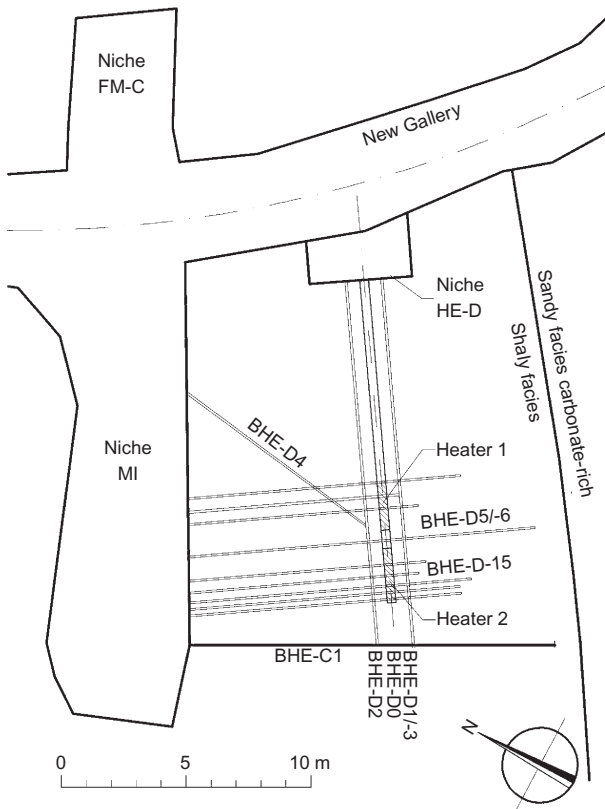 Niche
FM-C
New Gallery
Niche
HE-D
Sandy facies carbonate-rich
Shaly facies
BHE-D4
Niche
MI
Heater 1
BHE-D5/-6
BHE-D-15
Heater 2
BHE-C1
BHE-D2
BHE-D0
BHE-D1/-3
N
0 5 10 m